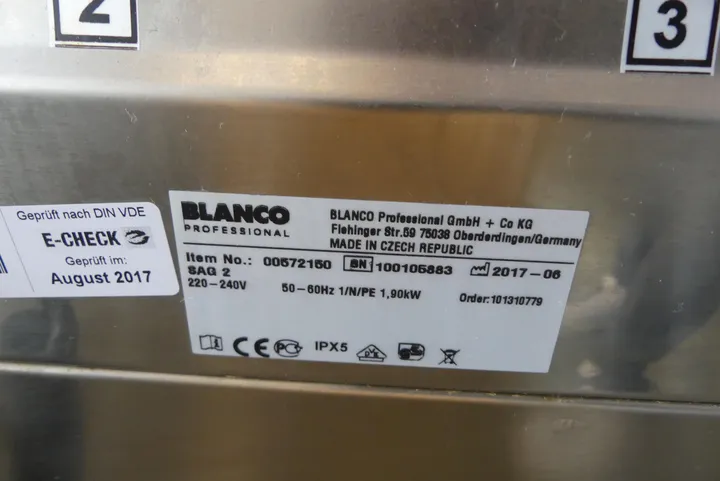 2
3
Geprüft nach DIN VDE
E-CHECK
Geprüft im:
August 2017
BLANCO
PROFESSIONAL
BLANCO Professional GmbH + Co KG
Flehinger Str.59 75038 Oberderdingen/Germany
MADE IN CZECH REPUBLIC
Item No.: 00572150 SN 100105883 2017-06
SAG 2
220-240V 50-60Hz 1/N/PE 1,90kW Order:101310779
CE IPX5